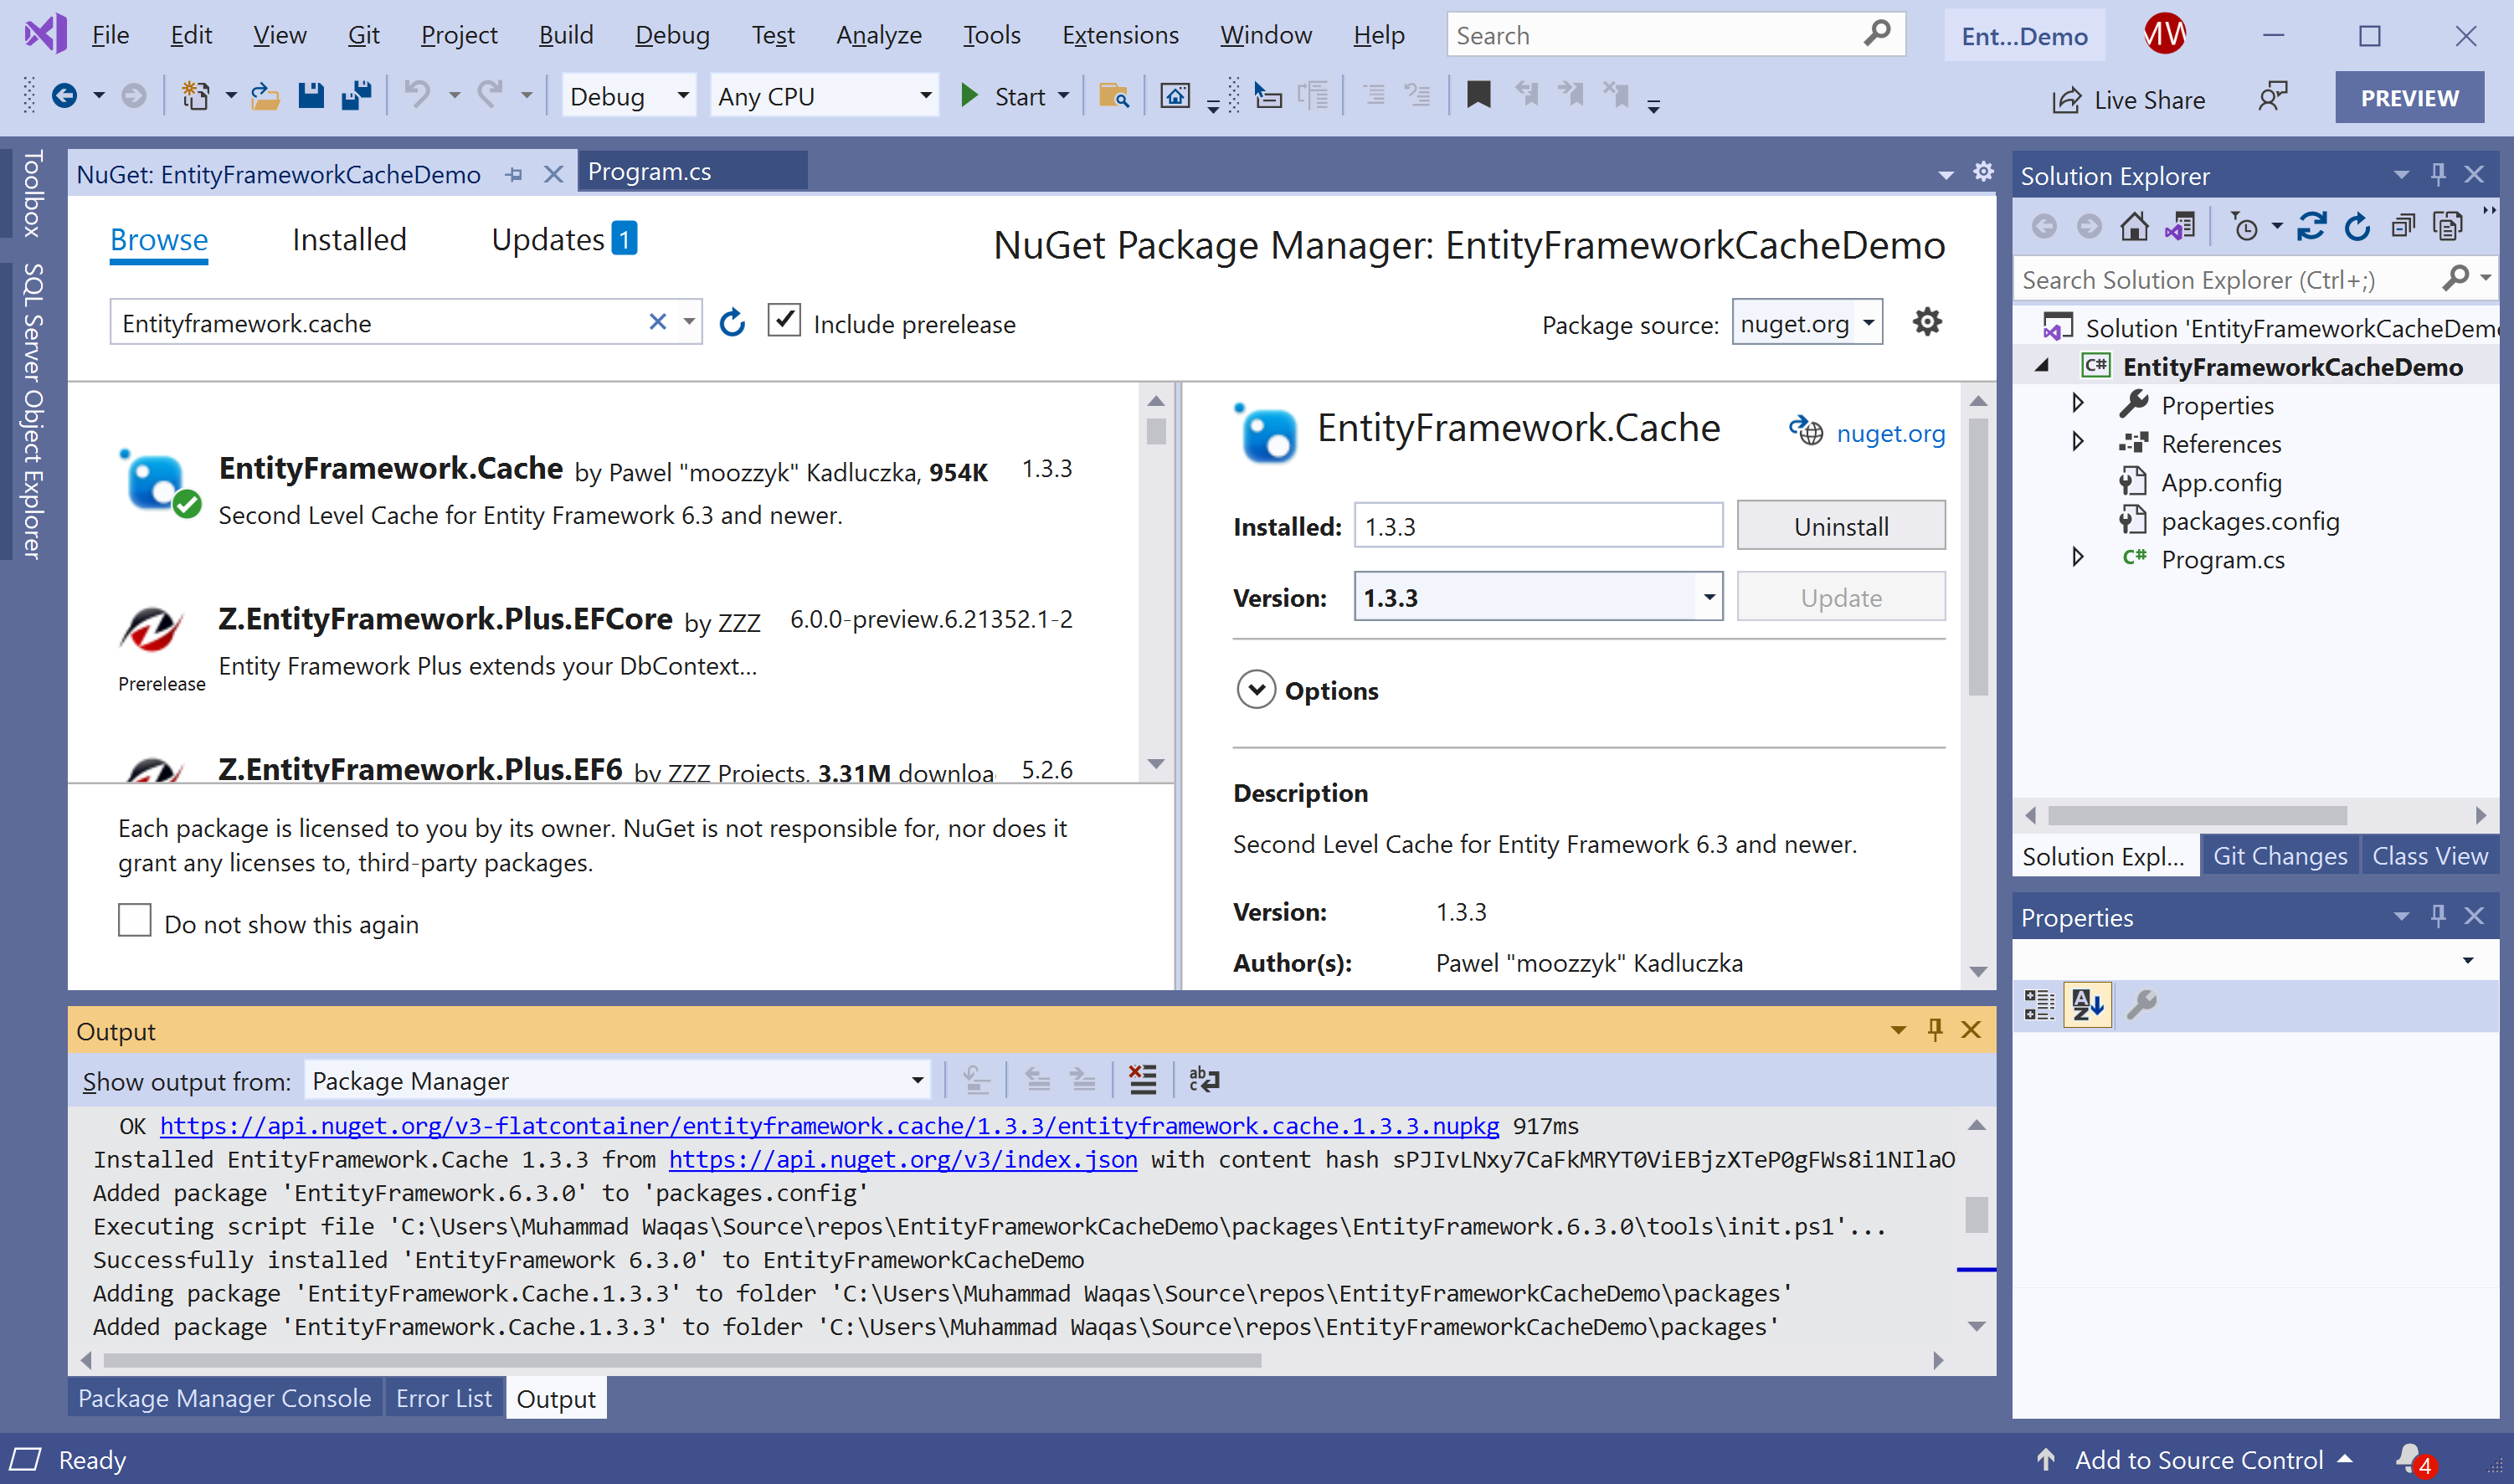 File Edit View Git Project Build Debug Test Analyze Tools Extensions Window Help Search Ent...Demo MW
Debug Any CPU Start Live Share PREVIEW
Toolbox
SQL Server Object Explorer
NuGet: EntityFrameworkCacheDemo Program.cs
Browse Installed Updates 1 NuGet Package Manager: EntityFrameworkCacheDemo
Entityframework.cache Include prerelease Package source: nuget.org
EntityFramework.Cache by Pawel "moozzyk" Kadluczka, 954K 1.3.3
Second Level Cache for Entity Framework 6.3 and newer.
Z.EntityFramework.Plus.EFCore by ZZZ 6.0.0-preview.6.21352.1-2
Entity Framework Plus extends your DbContext...
Prerelease
Z.EntityFramework.Plus.EF6 by ZZZ Projects, 3.31M downloa 5.2.6
Each package is licensed to you by its owner. NuGet is not responsible for, nor does it
grant any licenses to, third-party packages.
Do not show this again
EntityFramework.Cache nuget.org
Installed: 1.3.3 Uninstall
Version: 1.3.3 Update
Options
Description
Second Level Cache for Entity Framework 6.3 and newer.
Version: 1.3.3
Author(s): Pawel "moozzyk" Kadluczka
Output
Show output from: Package Manager
OK https://api.nuget.org/v3-flatcontainer/entityframework.cache/1.3.3/entityframework.cache.1.3.3.nupkg 917ms
Installed EntityFramework.Cache 1.3.3 from https://api.nuget.org/v3/index.json with content hash sPJIvLNxy7CaFkMRYT0ViEBjzXTeP0gFWs8i1NIlaO
Added package 'EntityFramework.6.3.0' to 'packages.config'
Executing script file 'C:\Users\Muhammad Waqas\Source\repos\EntityFrameworkCacheDemo\packages\EntityFramework.6.3.0\tools\init.ps1'...
Successfully installed 'EntityFramework 6.3.0' to EntityFrameworkCacheDemo
Adding package 'EntityFramework.Cache.1.3.3' to folder 'C:\Users\Muhammad Waqas\Source\repos\EntityFrameworkCacheDemo\packages'
Added package 'EntityFramework.Cache.1.3.3' to folder 'C:\Users\Muhammad Waqas\Source\repos\EntityFrameworkCacheDemo\packages'
Package Manager Console Error List Output
Solution Explorer
Search Solution Explorer (Ctrl+;)
Solution 'EntityFrameworkCacheDem
C# EntityFrameworkCacheDemo
Properties
References
App.config
packages.config
C# Program.cs
Solution Expl... Git Changes Class View
Properties
Ready Add to Source Control 4